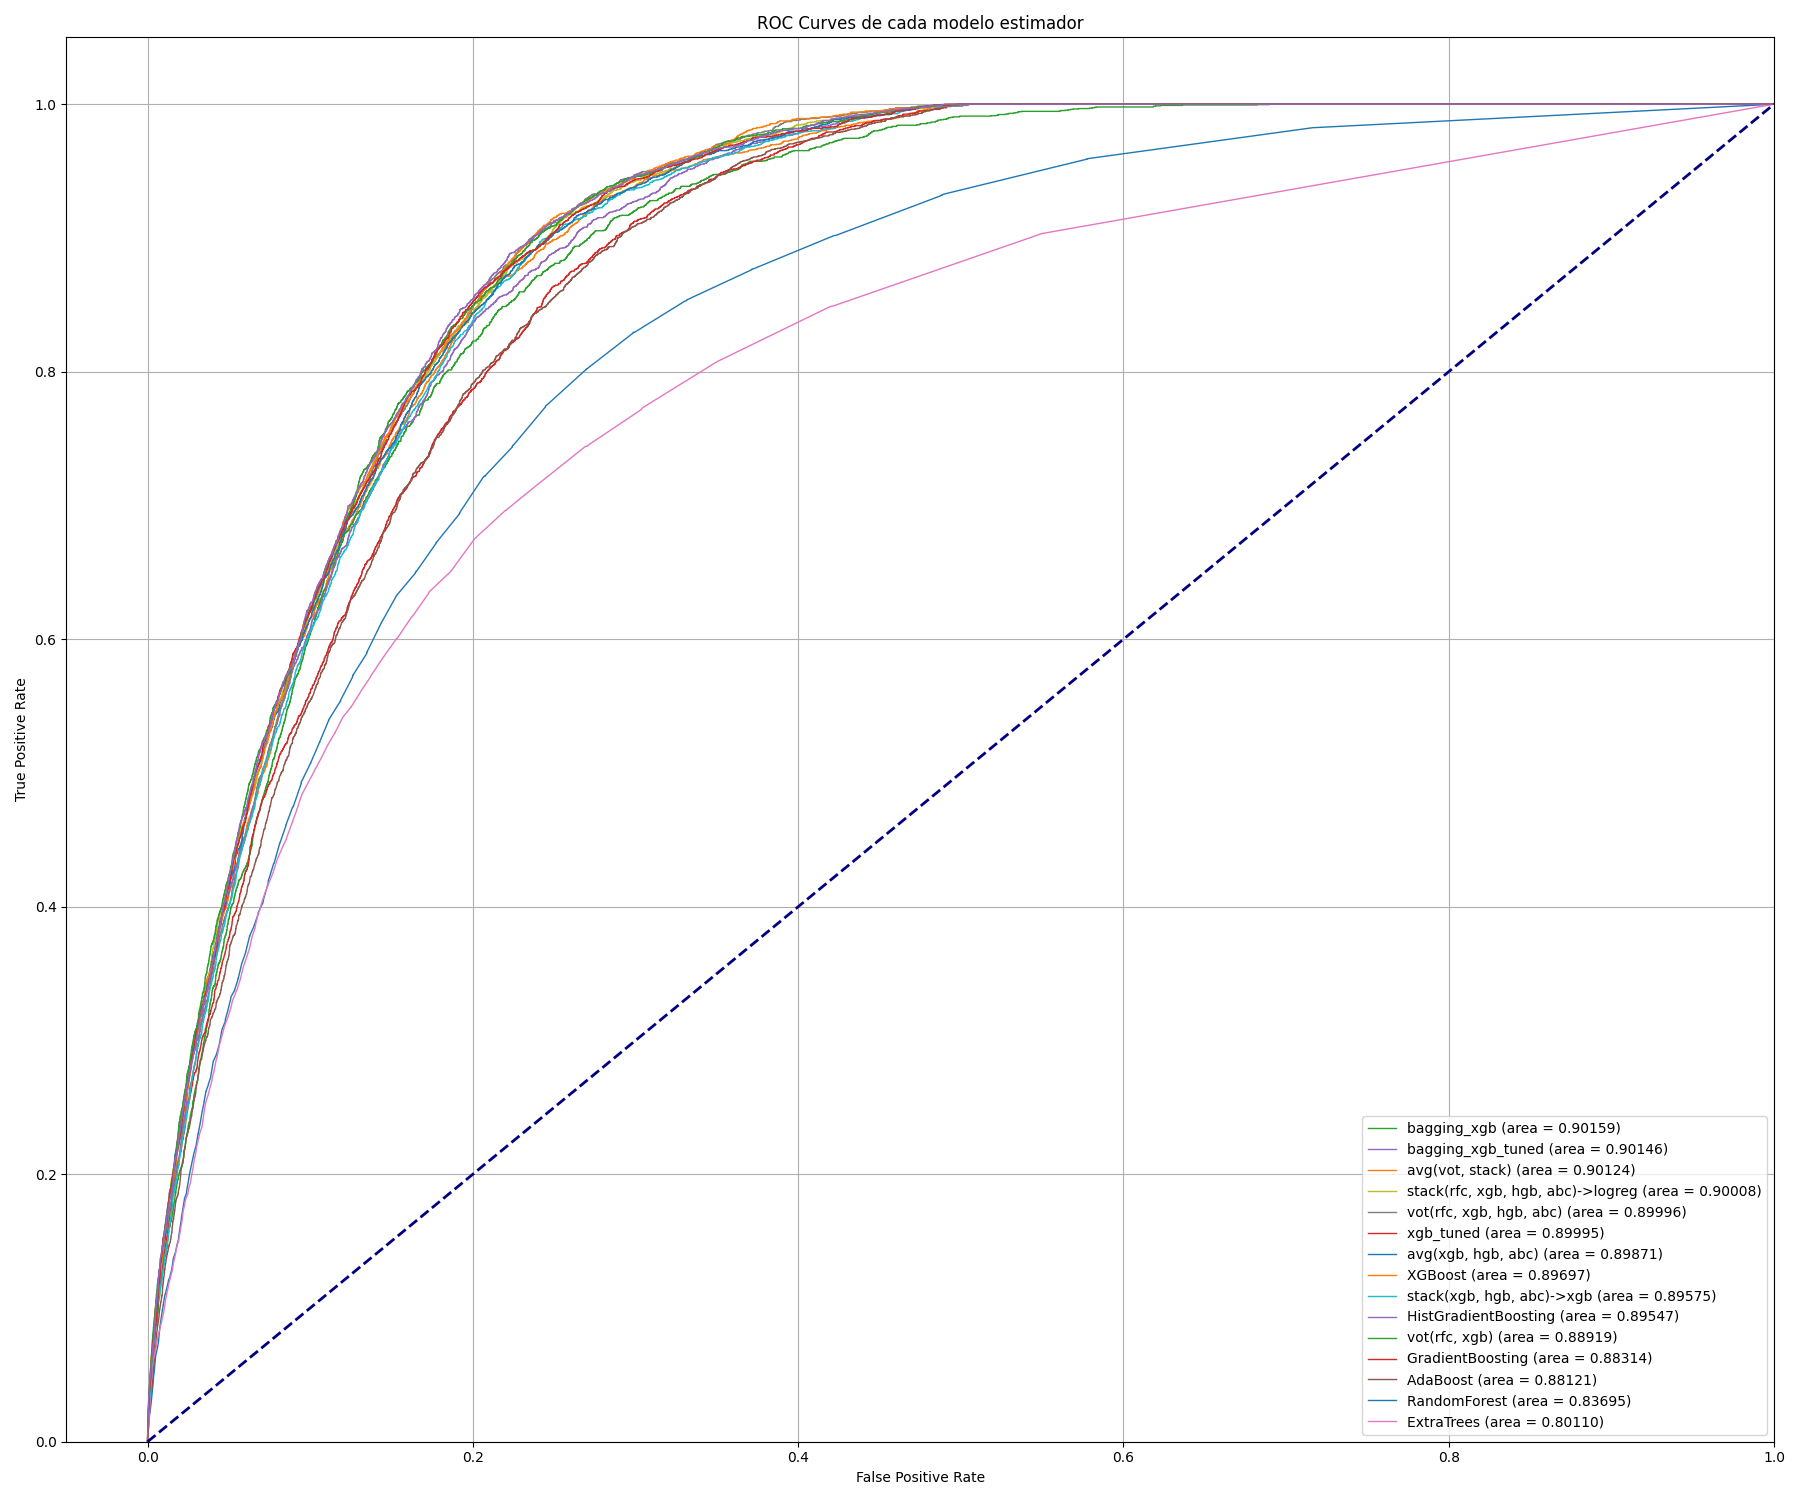 ROC Curves de cada modelo estimador
1.0
0.8
0.6
0.4
0.2
0.0
True Positive Rate
0.0 0.2 0.4 0.6 0.8 1.0
False Positive Rate
bagging_xgb (area = 0.90159)
bagging_xgb_tuned (area = 0.90146)
avg(vot, stack) (area = 0.90124)
stack(rfc, xgb, hgb, abc)->logreg (area = 0.90008)
vot(rfc, xgb, hgb, abc) (area = 0.89996)
xgb_tuned (area = 0.89995)
avg(xgb, hgb, abc) (area = 0.89871)
XGBoost (area = 0.89697)
stack(xgb, hgb, abc)->xgb (area = 0.89575)
HistGradientBoosting (area = 0.89547)
vot(rfc, xgb) (area = 0.88919)
GradientBoosting (area = 0.88314)
AdaBoost (area = 0.88121)
RandomForest (area = 0.83695)
ExtraTrees (area = 0.80110)